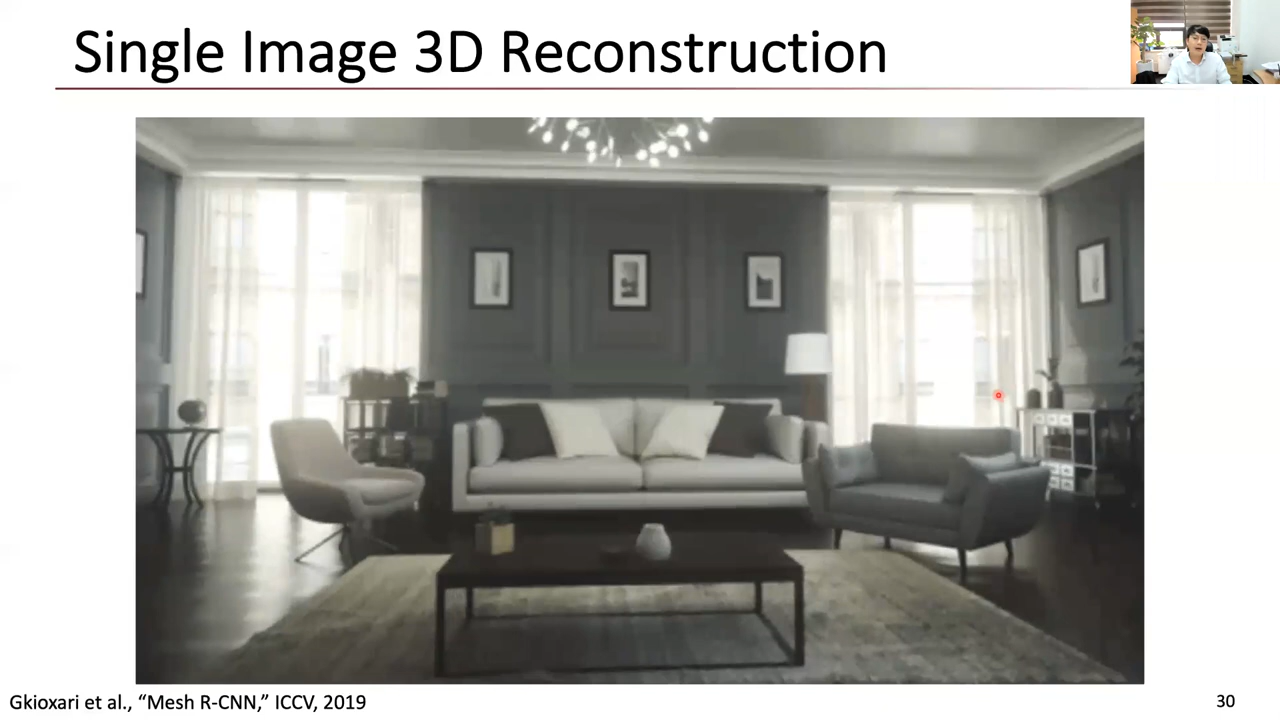 Single Image 3D Reconstruction
Gkioxari et al., “Mesh R-CNN,” ICCV, 2019
30